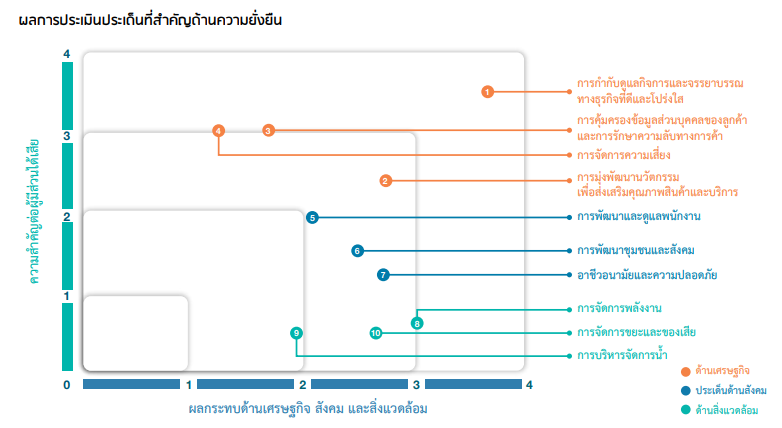 ผลการประเมินประเด็นที่สำคัญด้านความยั่งยืน
4
3
2
1
0
1
2
3
4
ความสำคัญต่อผู้มีส่วนได้เสีย
ผลกระทบด้านเศรษฐกิจ สังคม และสิ่งแวดล้อม
1
การกำกับดูแลกิจการและจรรยาบรรณ
ทางธุรกิจที่ดีและโปร่งใส
3
การคุ้มครองข้อมูลส่วนบุคคลของลูกค้า
และการรักษาความลับทางการค้า
4
การจัดการความเสี่ยง
2
การมุ่งพัฒนานวัตกรรม
เพื่อส่งเสริมคุณภาพสินค้าและบริการ
5
การพัฒนาและดูแลพนักงาน
6
การพัฒนาชุมชนและสังคม
7
อาชีวอนามัยและความปลอดภัย
8
การจัดการพลังงาน
10
การจัดการขยะและของเสีย
9
การบริหารจัดการน้ำ
ด้านเศรษฐกิจ
ประเด็นด้านสังคม
ด้านสิ่งแวดล้อม